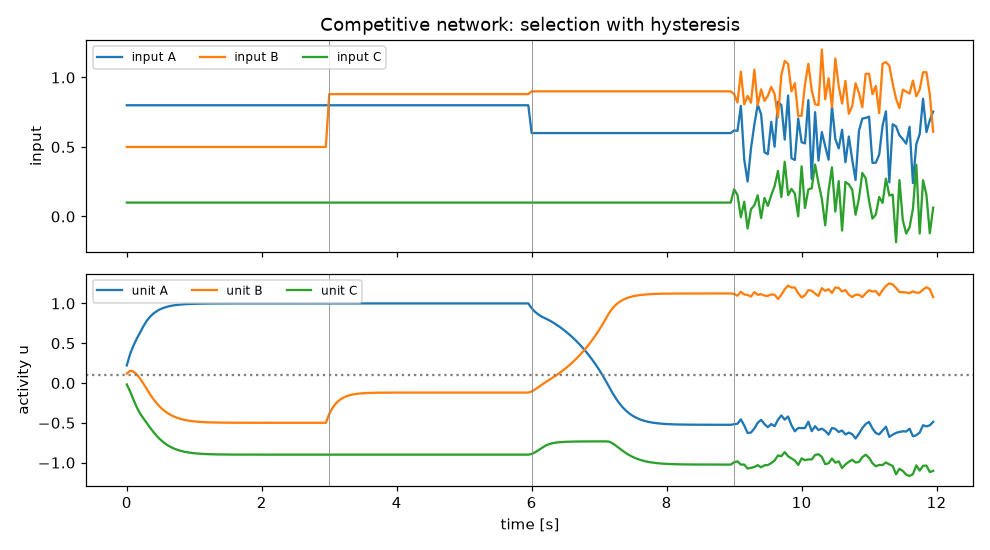 Competitive network: selection with hysteresis
input A input B input C
1.0
0.5
0.0
input
unit A unit B unit C
1.0
0.5
0.0
−0.5
−1.0
activity u
0 2 4 6 8 10 12
time [s]